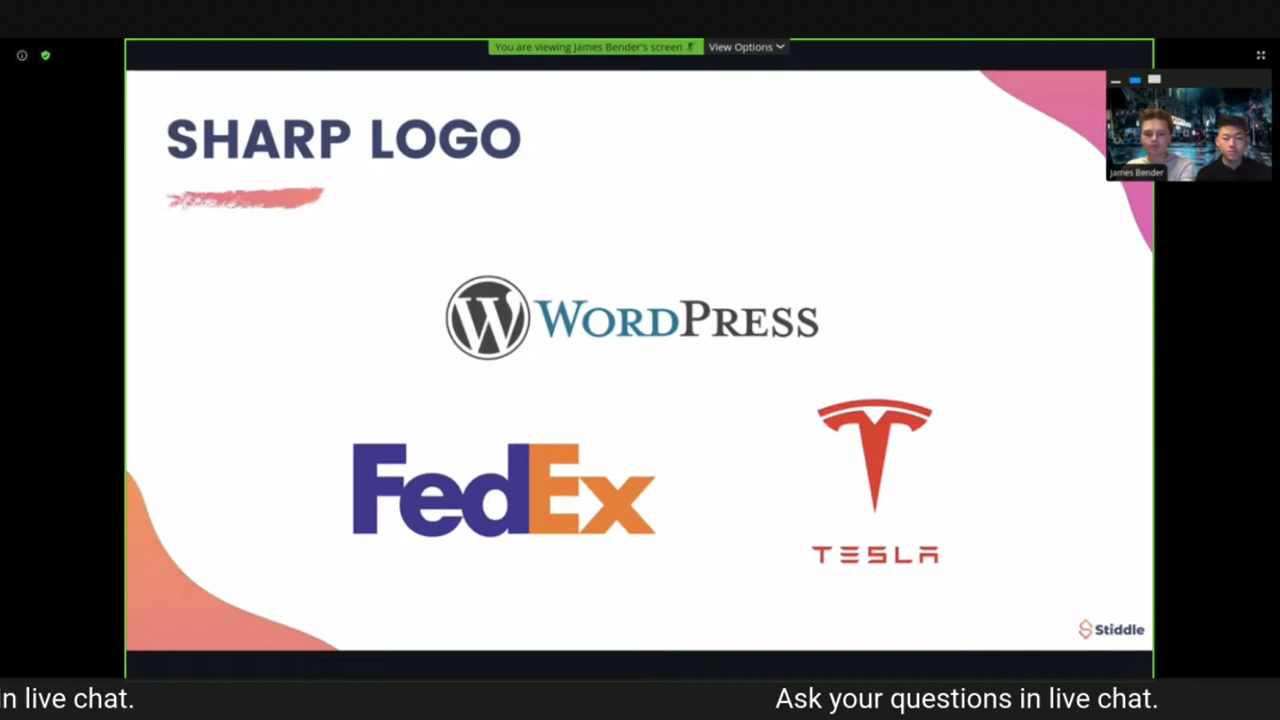 You are viewing James Bender's screen
View Options
SHARP LOGO
James Bender
W WORDPRESS
FedEx
TESLA
Stiddle
in live chat.
Ask your questions in live chat.